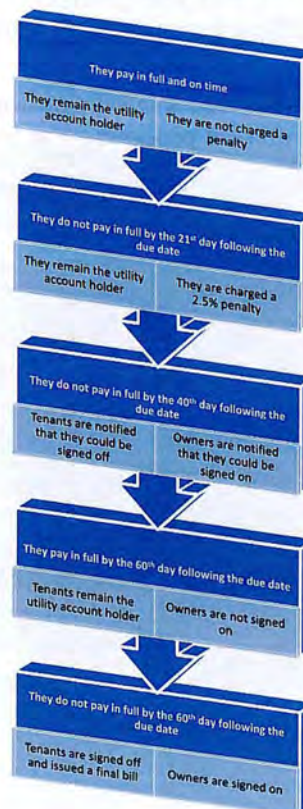 They pay in full and on time
They remain the utility
account holder
They are not charged a
penalty
They do not pay in full by the 21st day following the
due date
They remain the utility
account holder
They are charged a
2.5% penalty
They do not pay in full by the 40th day following the
due date
Tenants are notified
that they could be
signed off
Owners are notified
that they could be
signed on
They pay in full by the 60th day following the due date
Tenants remain the
utility account holder
Owners are not signed
on
They do not pay in full by the 60th day following the
due date
Tenants are signed off
and issued a final bill
Owners are signed on